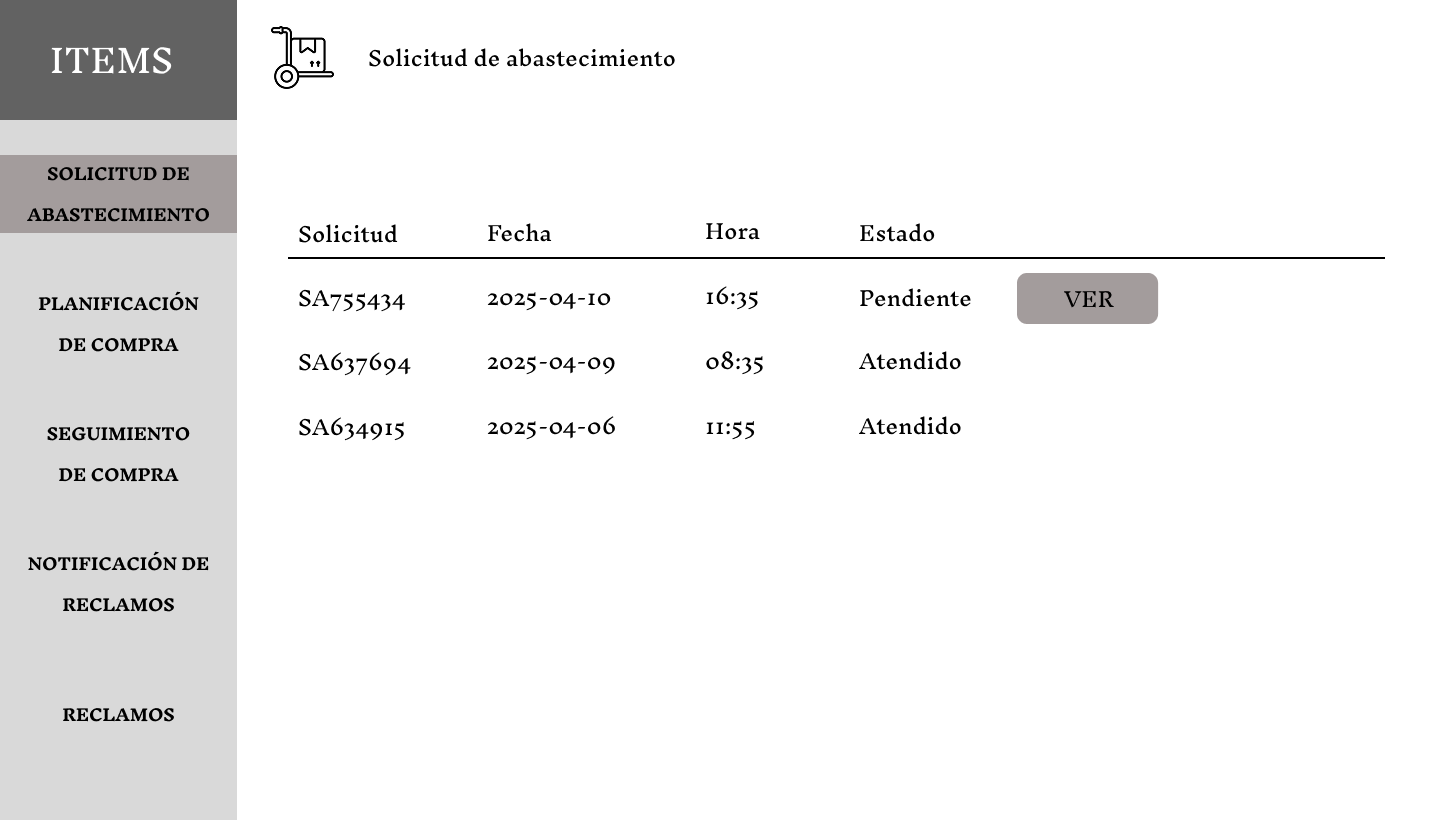 ITEMS
Solicitud de abastecimiento
SOLICITUD DE
ABASTECIMIENTO
PLANIFICACIÓN
DE COMPRA
SEGUIMIENTO
DE COMPRA
NOTIFICACIÓN DE
RECLAMOS
RECLAMOS
Solicitud Fecha Hora Estado
SA755434 2025-04-10 16:35 Pendiente VER
SA637694 2025-04-09 08:35 Atendido
SA634915 2025-04-06 11:55 Atendido